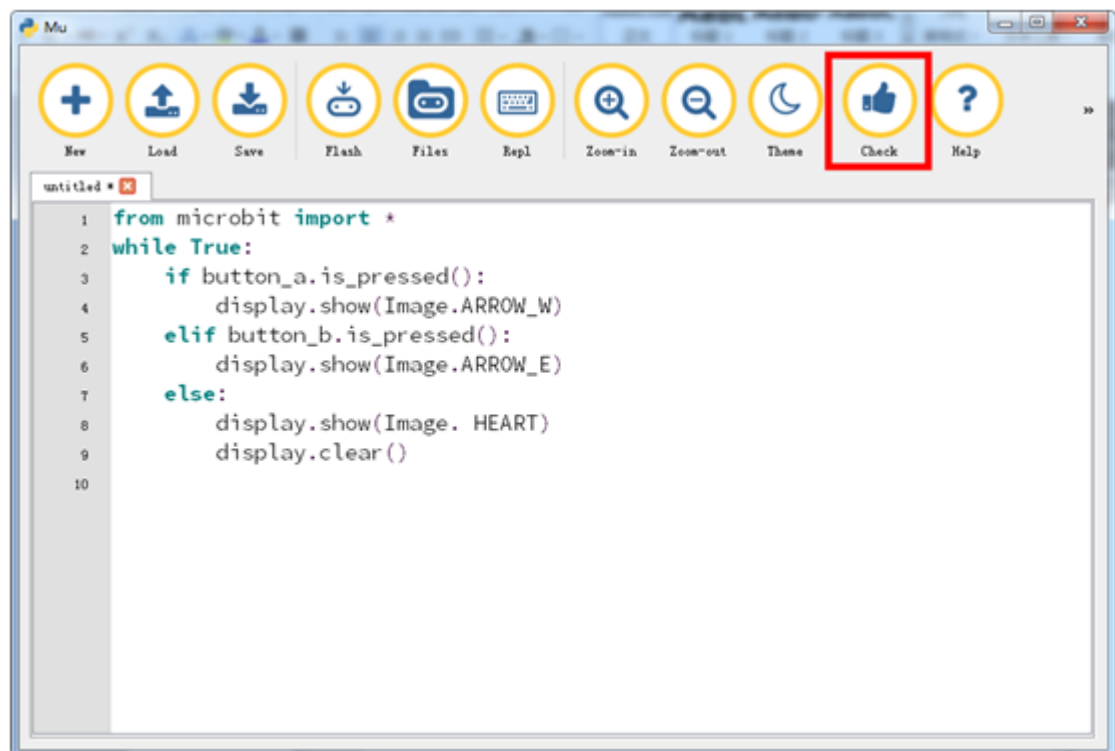 Mu
New Load Save Flash Files Repl Zoom-in Zoom-out Theme Check Help »
untitled *
1 from microbit import *
2 while True:
3     if button_a.is_pressed():
4         display.show(Image.ARROW_W)
5     elif button_b.is_pressed():
6         display.show(Image.ARROW_E)
7     else:
8         display.show(Image. HEART)
9         display.clear()
10